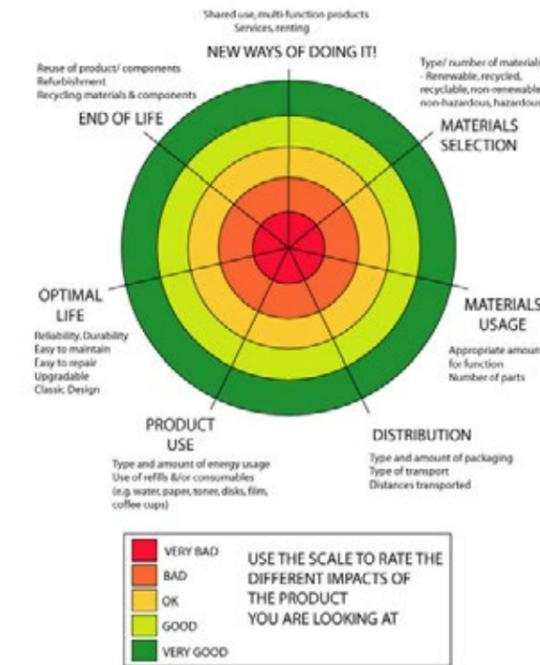 Shared use, multi-function products
Services, renting
NEW WAYS OF DOING IT!
Type/ number of materials
- Renewable, recycled,
recyclable, non-renewable
non-hazardous, hazardous
MATERIALS
SELECTION
Reuse of product/ components
Refurbishment
Recycling materials & components
END OF LIFE
OPTIMAL
LIFE
Reliability, Durability
Easy to maintain
Easy to repair
Upgradable
Classic Design
MATERIALS
USAGE
Appropriate amoun
for function
Number of parts
PRODUCT
USE
Type and amount of energy usage
Use of refills &/or consumables
(e.g. water, paper, toner, disks, film,
coffee cups)
DISTRIBUTION
Type and amount of packaging
Type of transport
Distances transported
VERY BAD
BAD
OK
GOOD
VERY GOOD
USE THE SCALE TO RATE THE
DIFFERENT IMPACTS OF
THE PRODUCT
YOU ARE LOOKING AT